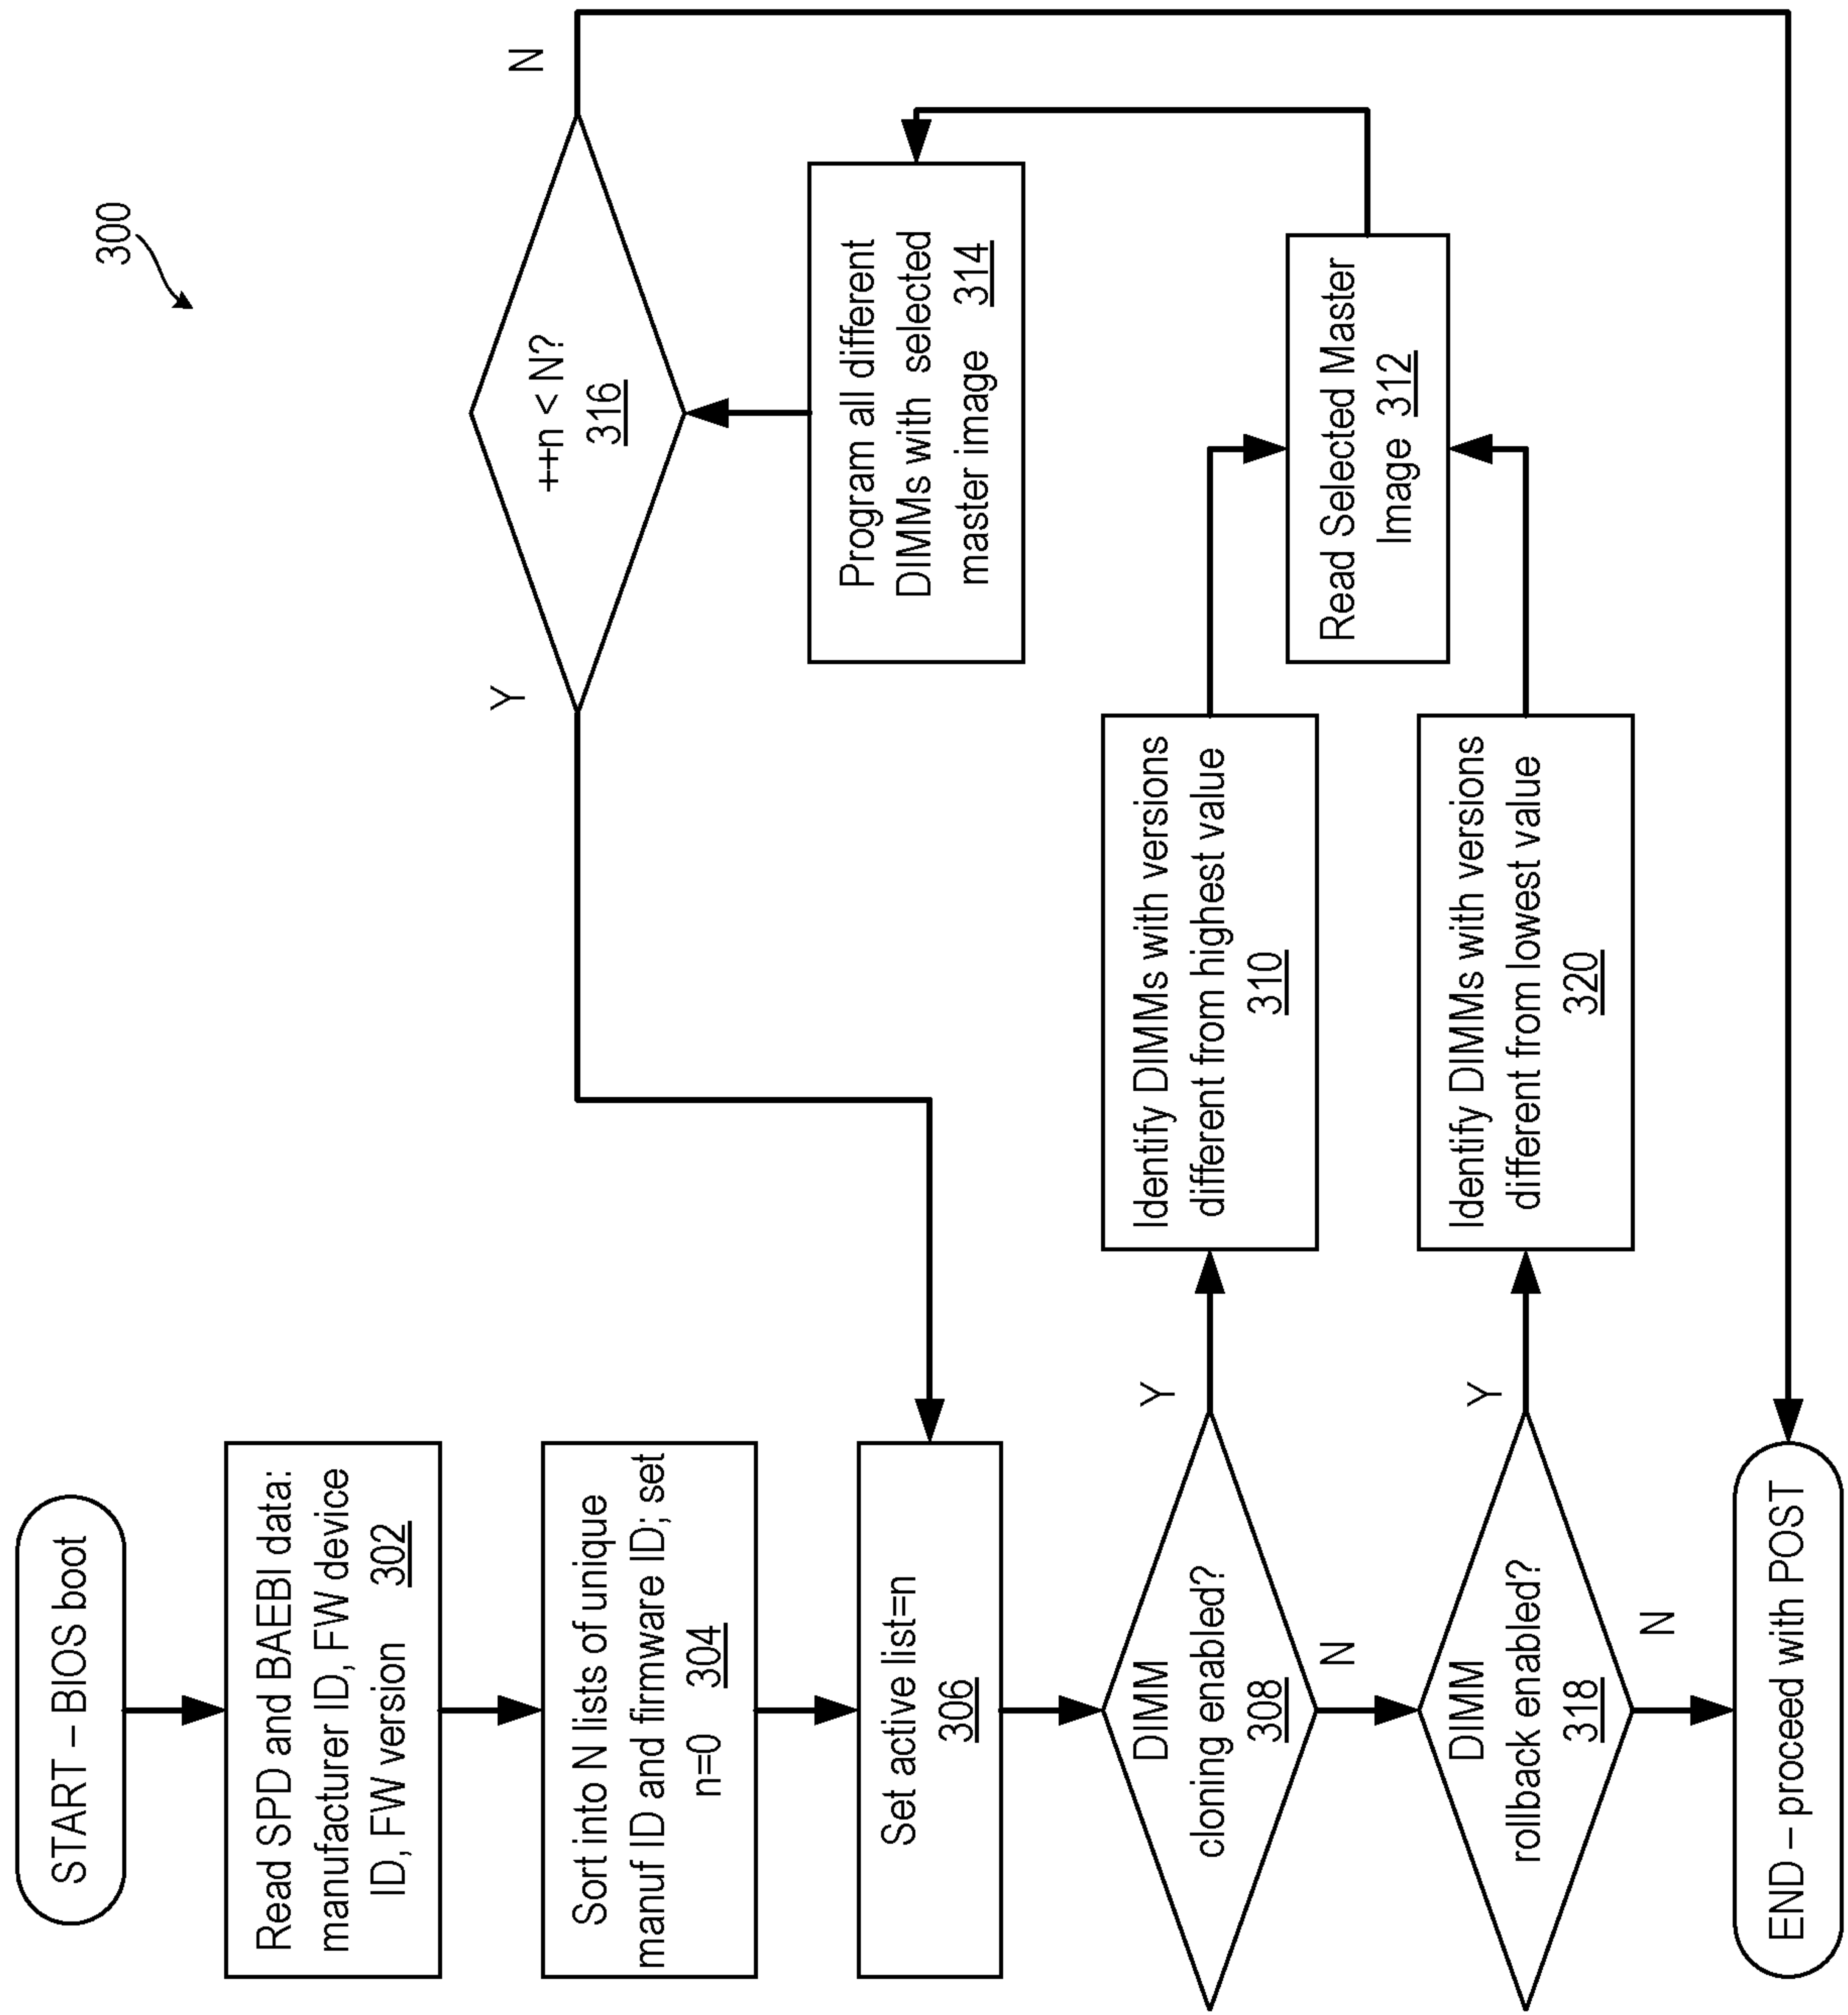 300
START – BIOS boot
Read SPD and BAEBI data:
manufacturer ID, FW device
ID, FW version 302
Sort into N lists of unique
manuf ID and firmware ID; set
n=0 304
Set active list=n
306
DIMM
cloning enabled?
308
Y
N
DIMM
rollback enabled?
318
Y
N
END – proceed with POST
Identify DIMMs with versions
different from highest value
310
Identify DIMMs with versions
different from lowest value
320
Read Selected Master
Image 312
Program all different
DIMMs with selected
master image 314
++n < N?
316
Y
N